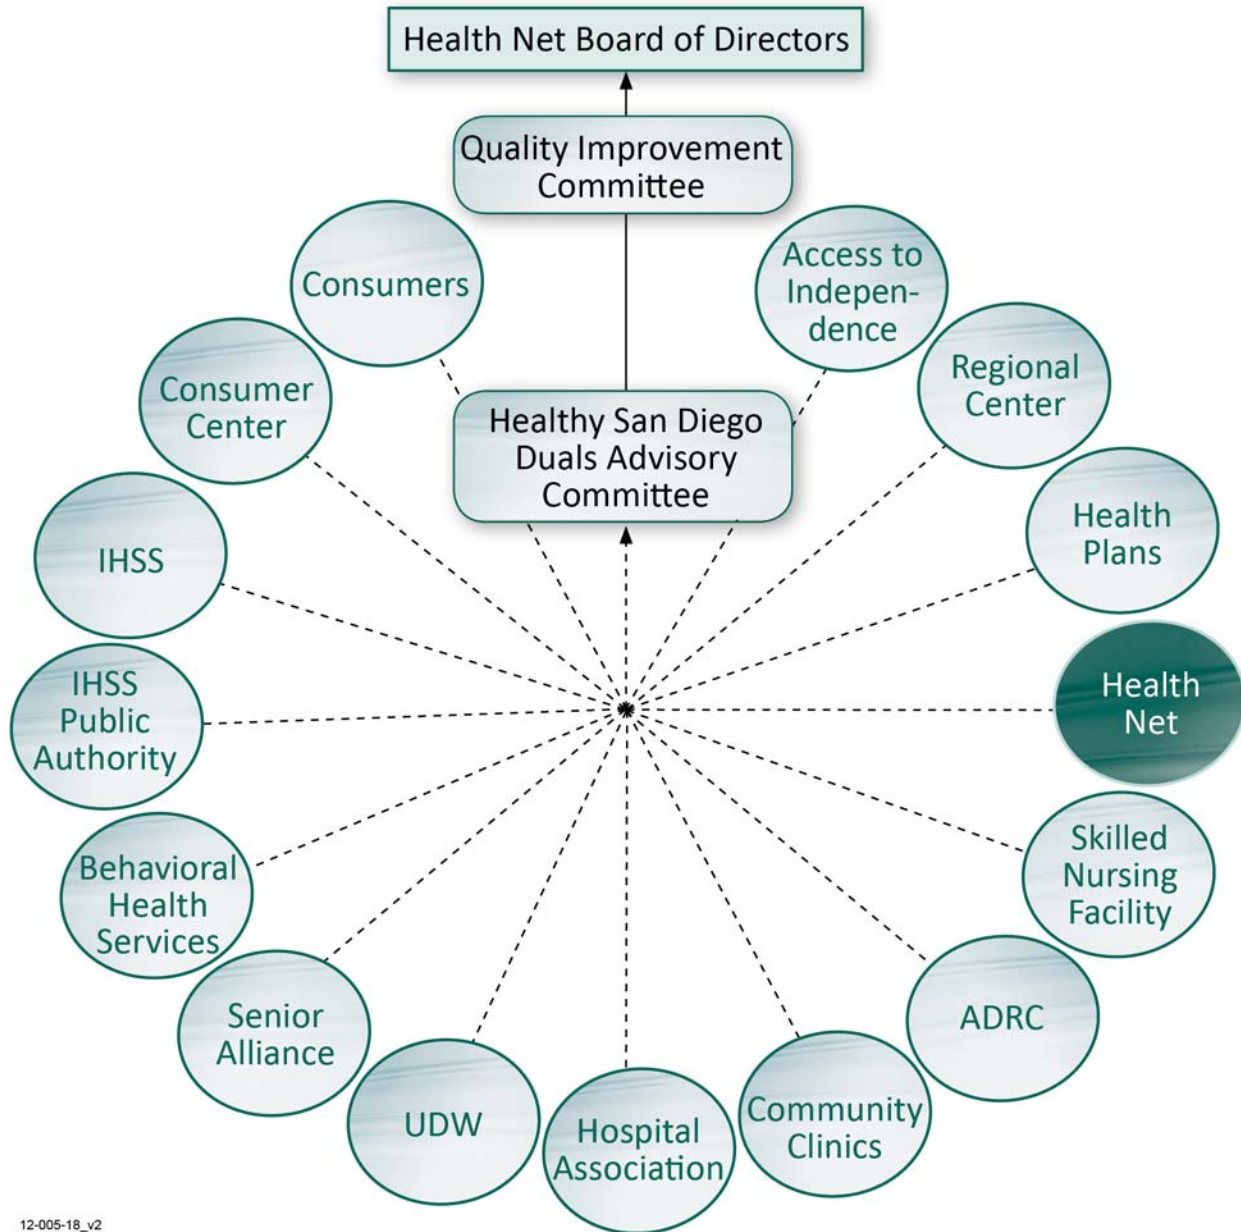 Health Net Board of Directors
Quality Improvement
Committee
Consumers
Access to
Indepen-
dence
Consumer
Center
Regional
Center
Healthy San Diego
Duals Advisory
Committee
IHSS
Health
Plans
IHSS
Public
Authority
Health
Net
Behavioral
Health
Services
Skilled
Nursing
Facility
Senior
Alliance
ADRC
UDW
Hospital
Association
Community
Clinics
12-005-18_v2